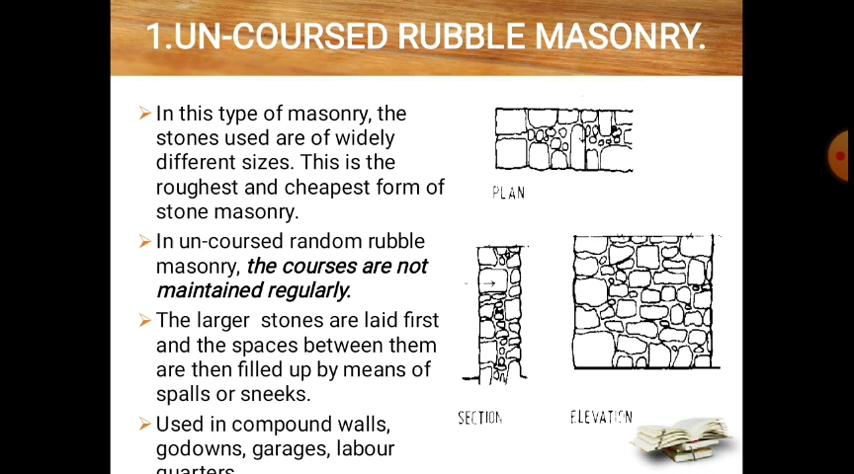 1.UN-COURSED RUBBLE MASONRY.
➢ In this type of masonry, the
stones used are of widely
different sizes. This is the
roughest and cheapest form of
stone masonry.
➢ In un-coursed random rubble
masonry, the courses are not
maintained regularly.
➢ The larger stones are laid first
and the spaces between them
are then filled up by means of
spalls or sneeks.
➢ Used in compound walls,
godowns, garages, labour
quarters
PLAN
SECTION
ELEVATION